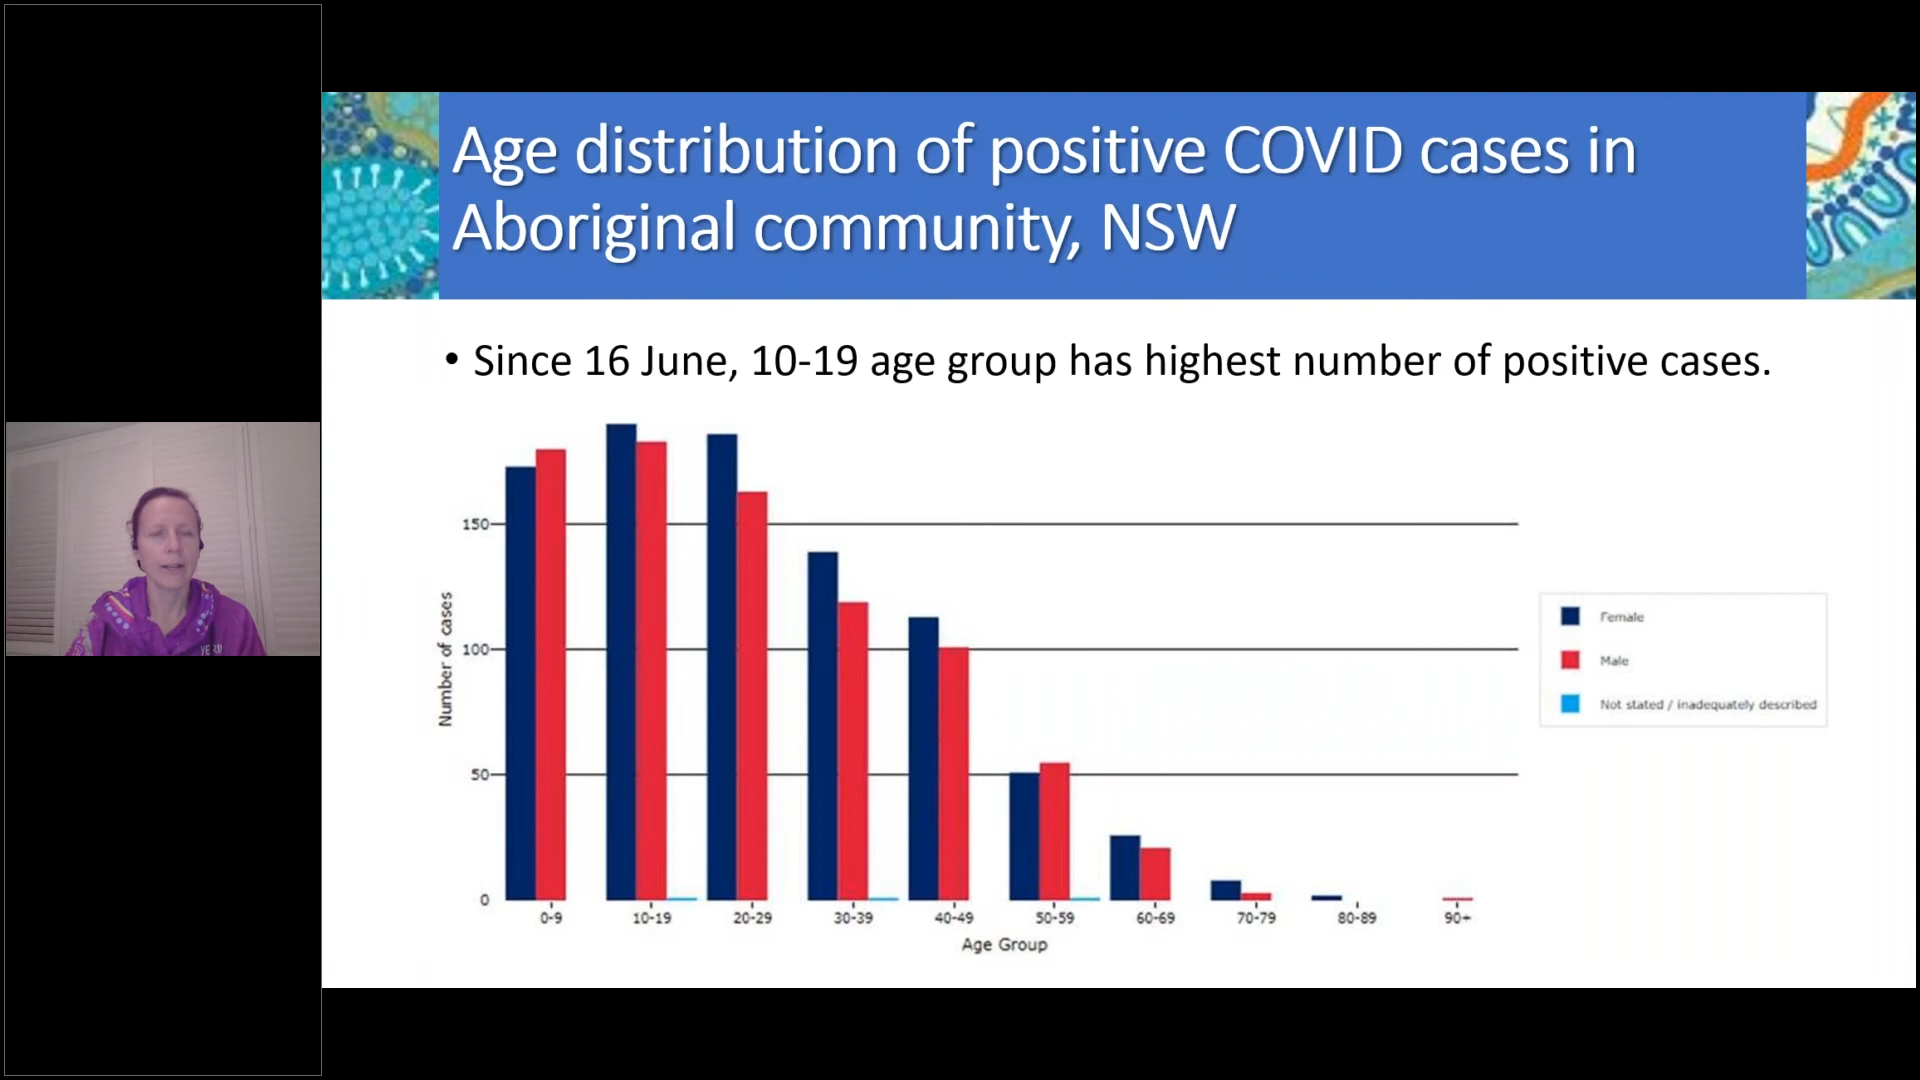 Age distribution of positive COVID cases in
Aboriginal community, NSW
• Since 16 June, 10-19 age group has highest number of positive cases.
Number of cases
150
100
50
0
0-9 10-19 20-29 30-39 40-49 50-59 60-69 70-79 80-89 90+
Age Group
Female
Male
Not stated / inadequately described